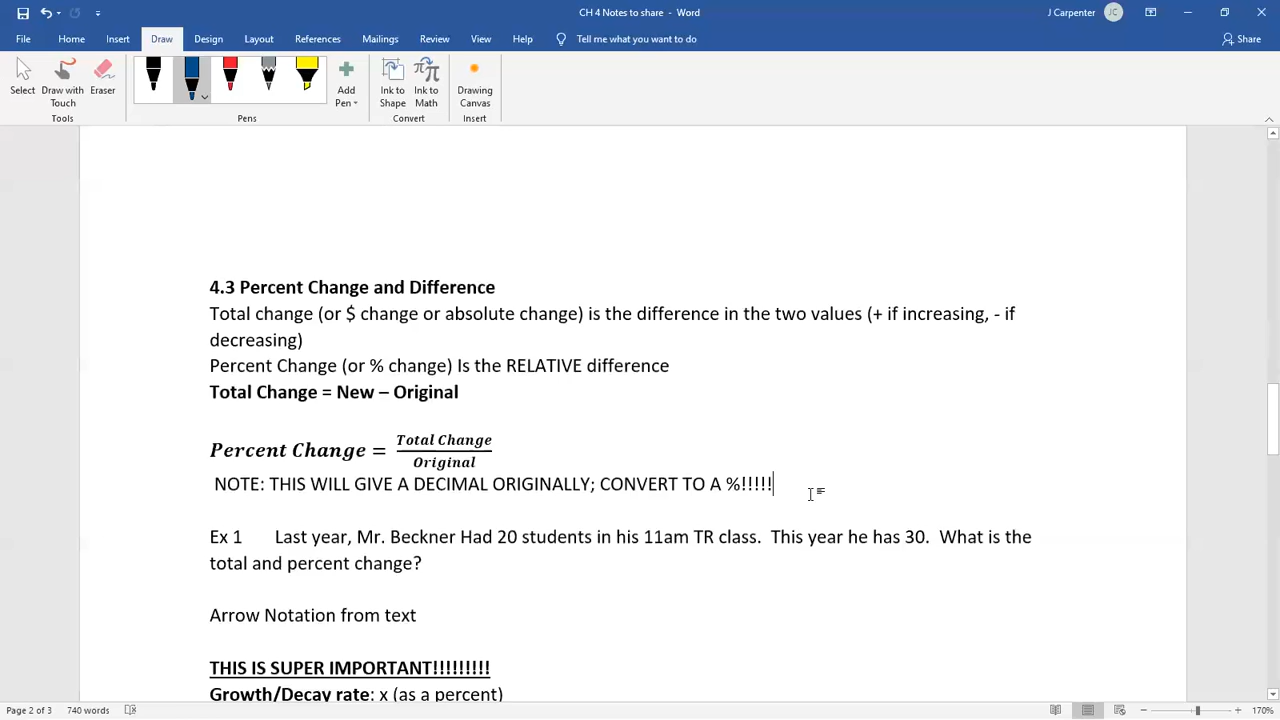 CH 4 Notes to share - Word
J Carpenter JC
File Home Insert Draw Design Layout References Mailings Review View Help Tell me what you want to do Share
Select Draw with Touch Eraser Add Pen Ink to Shape Ink to Math Drawing Canvas
Tools Pens Convert Insert
4.3 Percent Change and Difference
Total change (or $ change or absolute change) is the difference in the two values (+ if increasing, - if
decreasing)
Percent Change (or % change) Is the RELATIVE difference
Total Change = New – Original
Percent Change = Total Change / Original
NOTE: THIS WILL GIVE A DECIMAL ORIGINALLY; CONVERT TO A %!!!!!
Ex 1 Last year, Mr. Beckner Had 20 students in his 11am TR class. This year he has 30. What is the
total and percent change?
Arrow Notation from text
THIS IS SUPER IMPORTANT!!!!!!!!!
Growth/Decay rate: x (as a percent)
Page 2 of 3 740 words 170%